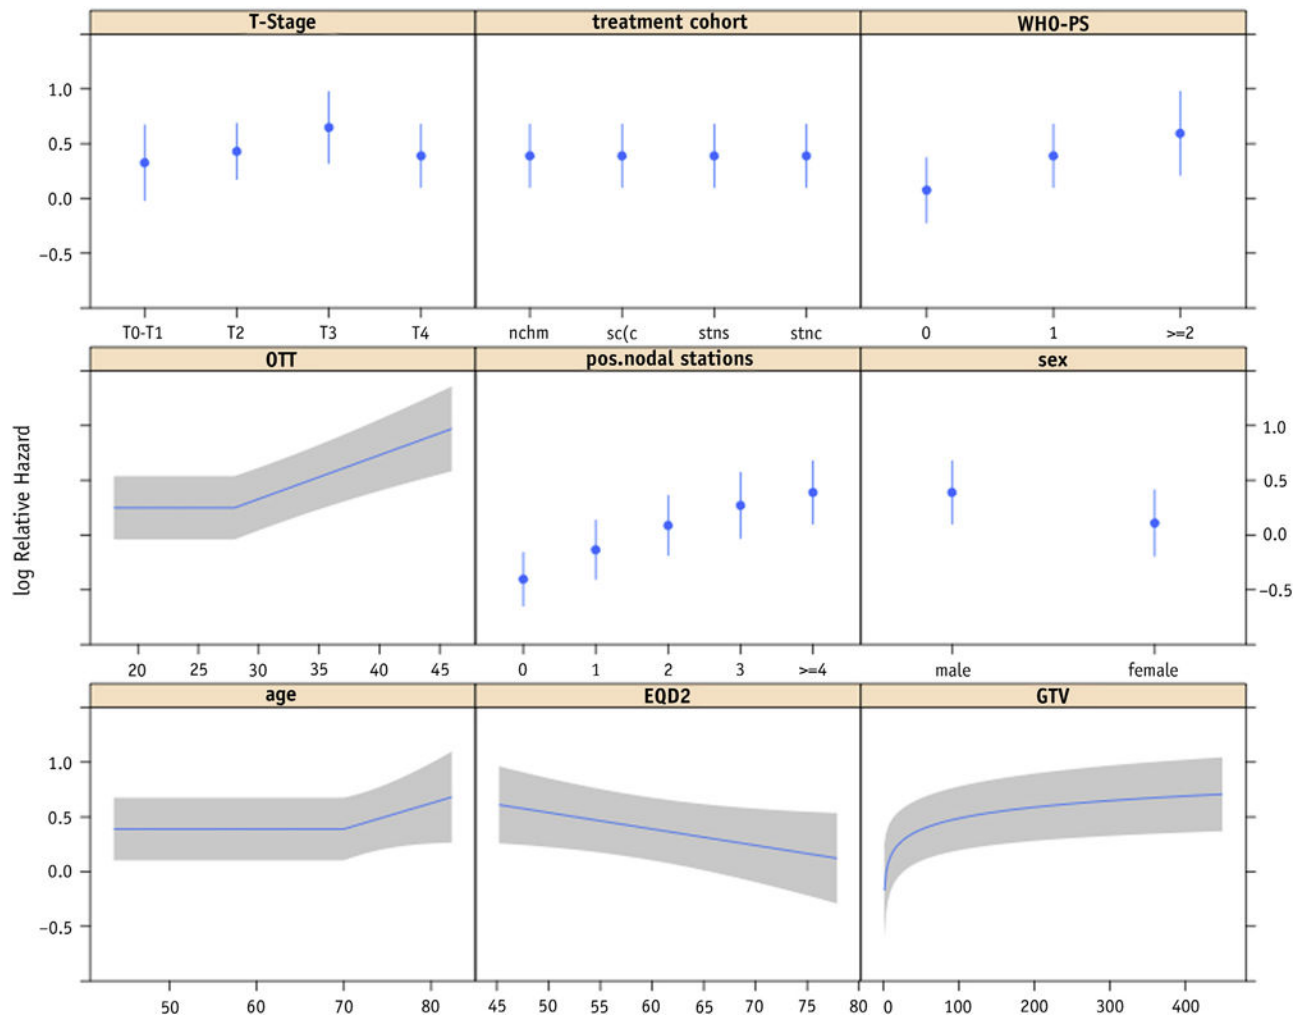 T-Stage treatment cohort WHO-PS
1.0
0.5
0.0
−0.5
T0-T1 T2 T3 T4 nchm sc(c stns stnc 0 1 >=2
OTT pos.nodal stations sex
log Relative Hazard
1.0
0.5
0.0
−0.5
20 25 30 35 40 45 0 1 2 3 >=4 male female
age EQD2 GTV
1.0
0.5
0.0
−0.5
50 60 70 80 45 50 55 60 65 70 75 80 0 100 200 300 400